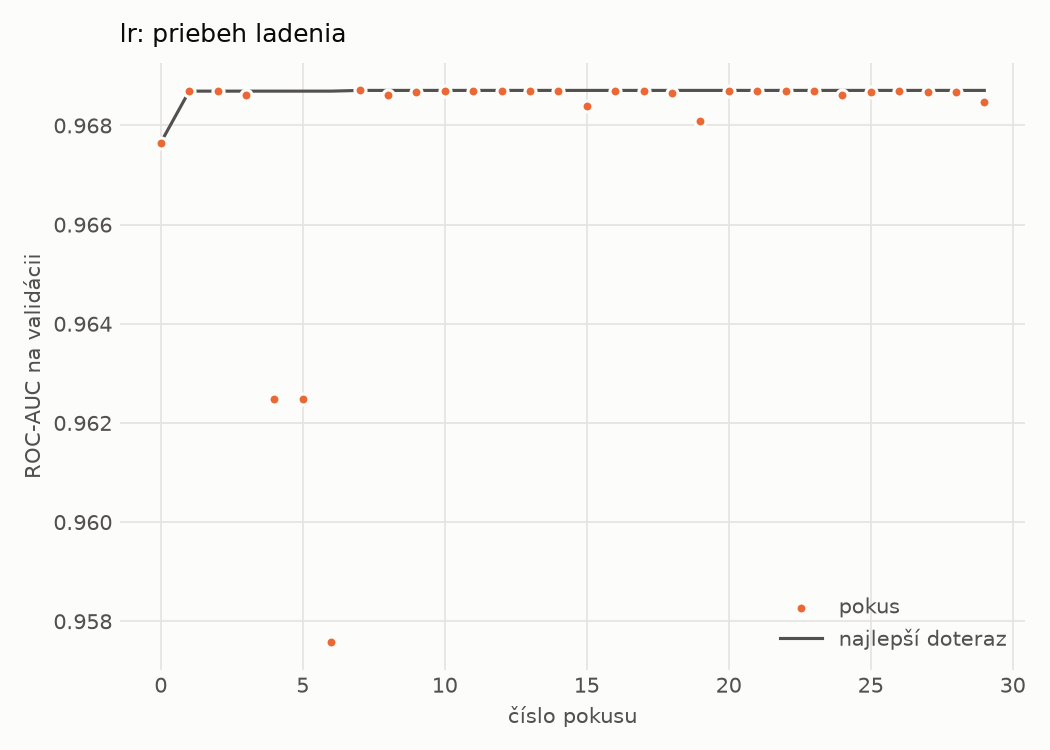 lr: priebeh ladenia
ROC-AUC na validácii
0.968
0.966
0.964
0.962
0.960
0.958
pokus
najlepší doteraz
0 5 10 15 20 25 30
číslo pokusu